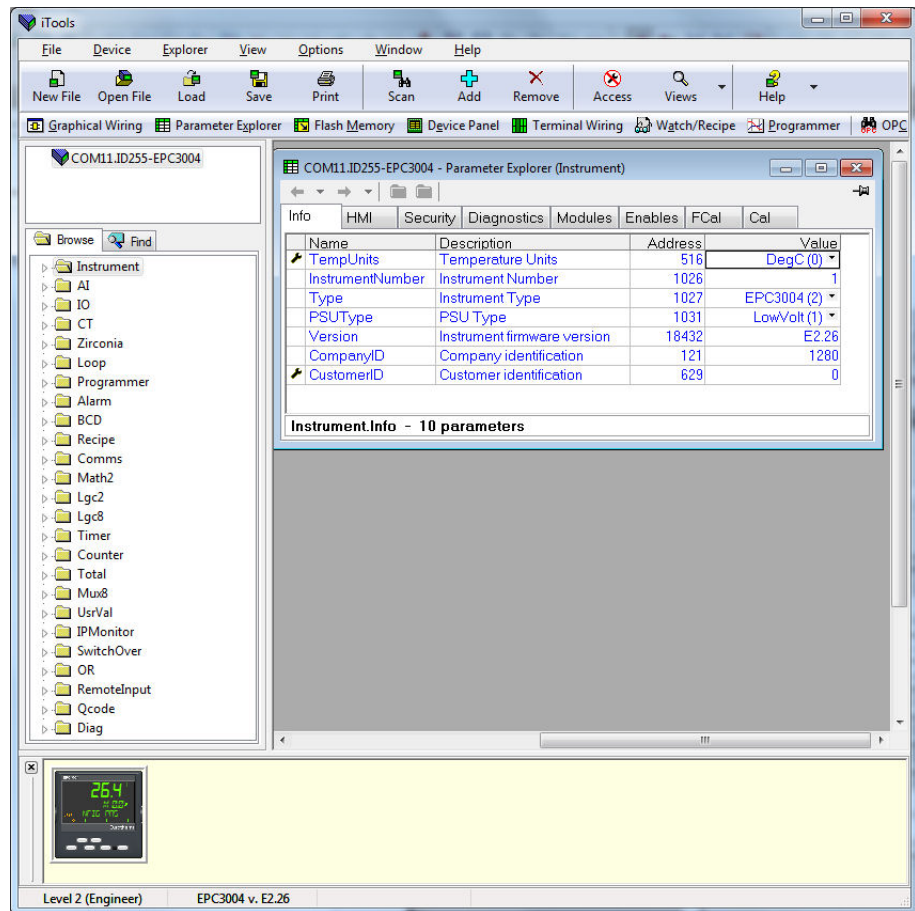 iTools
File Device Explorer View Options Window Help
New File Open File Load Save Print Scan Add Remove Access Views Help
Graphical Wiring Parameter Explorer Flash Memory Device Panel Terminal Wiring Watch/Recipe Programmer OPC
COM11.ID255-EPC3004
Browse Find
Instrument
AI
IO
CT
Zirconia
Loop
Programmer
Alarm
BCD
Recipe
Comms
Math2
Lgc2
Lgc8
Timer
Counter
Total
Mux8
UsrVal
IPMonitor
SwitchOver
OR
RemoteInput
Qcode
Diag
COM11.ID255-EPC3004 - Parameter Explorer (Instrument)
Info HMI Security Diagnostics Modules Enables FCal Cal
Name Description Address Value
TempUnits Temperature Units 516 DegC (0)
InstrumentNumber Instrument Number 1026 1
Type Instrument Type 1027 EPC3004 (2)
PSUType PSU Type 1031 LowVolt (1)
Version Instrument firmware version 18432 E2.26
CompanyID Company identification 121 1280
CustomerID Customer identification 629 0
Instrument.Info - 10 parameters
26.4
Level 2 (Engineer) EPC3004 v. E2.26